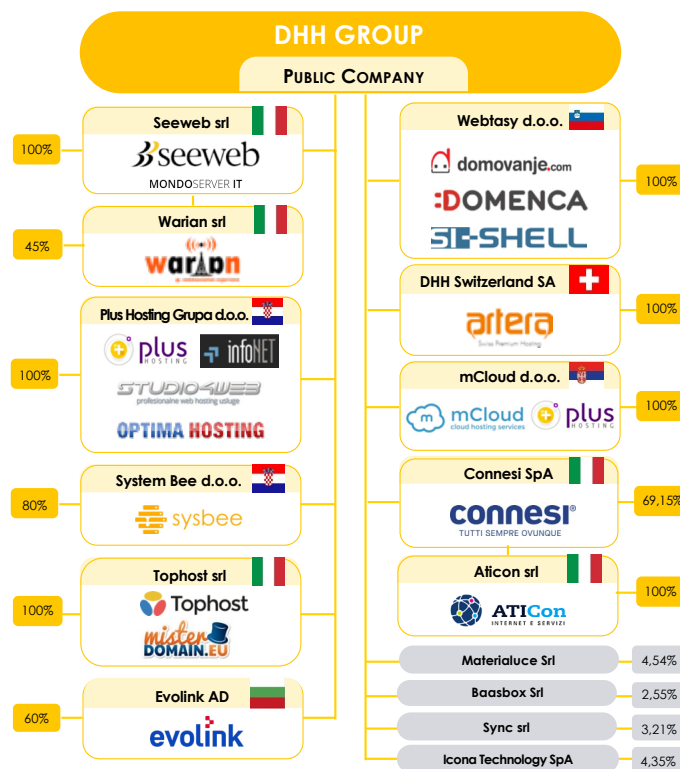 DHH GROUP
PUBLIC COMPANY
Seeweb srl
100%
seeweb
MONDOSERVER IT
Warian srl
45%
warian
Plus Hosting Grupa d.o.o.
plus
HOSTING
infoNET
100%
STUDIO4WEB
profesionalne web hosting usluge
OPTIMA HOSTING
System Bee d.o.o.
80%
sysbee
Tophost srl
Tophost
100%
mister
DOMAIN.EU
Evolink AD
60%
evolink
Webtasy d.o.o.
domovanje.com
100%
:DOMENCA
SI-SHELL
DHH Switzerland SA
100%
artera
Swiss Premium Hosting
mCloud d.o.o.
100%
m
mCloud
cloud hosting services
plus
HOSTING
Connesi SpA
69,15%
connesi®
TUTTI SEMPRE OVUNQUE
Aticon srl
100%
ATICon
INTERNET E SERVIZI
Materialuce Srl
4,54%
Baasbox Srl
2,55%
Sync srl
3,21%
Icona Technology SpA
4,35%